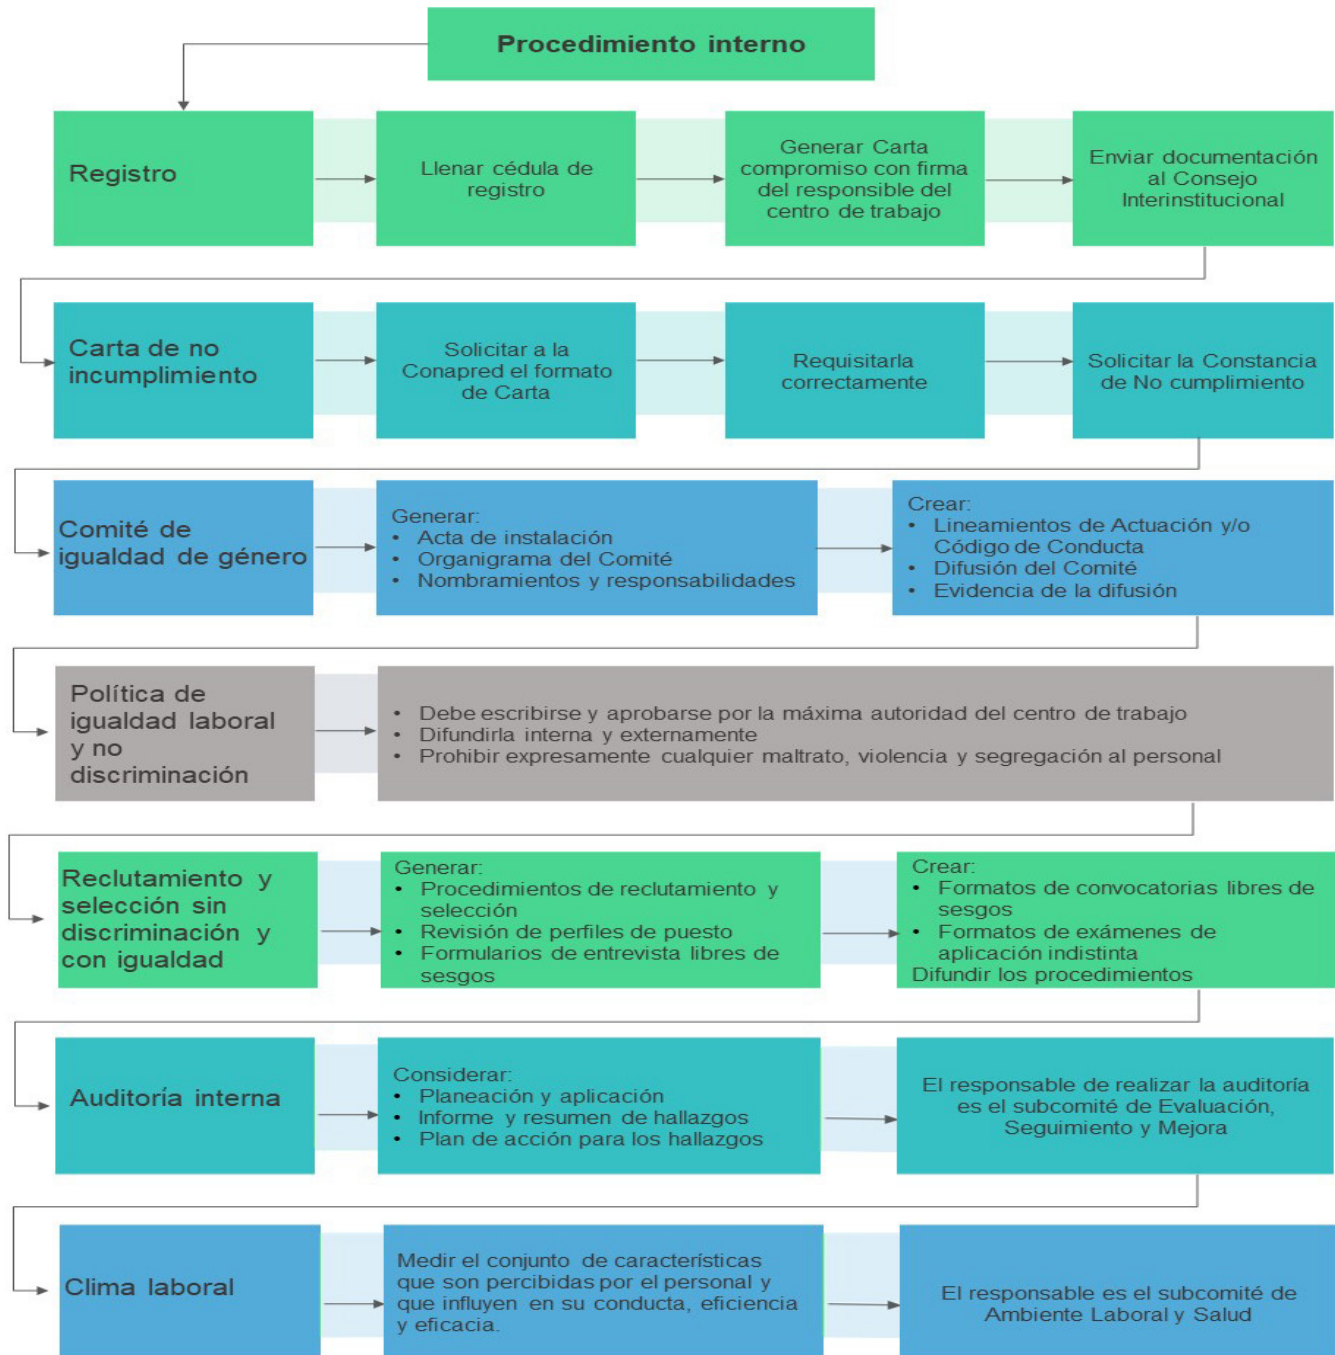 Procedimiento interno
Registro
Llenar cédula de
registro
Generar Carta
compromiso con firma
del responsible del
centro de trabajo
Enviar documentación
al Consejo
Interinstitucional
Carta de no
incumplimiento
Solicitar a la
Conapred el formato
de Carta
Requisitarla
correctamente
Solicitar la Constancia
de No cumplimiento
Comité de
igualdad de género
Generar:
• Acta de instalación
• Organigrama del Comité
• Nombramientos y responsabilidades
Crear:
• Lineamientos de Actuación y/o
Código de Conducta
• Difusión del Comité
• Evidencia de la difusión
Política de
igualdad laboral
y no
discriminación
• Debe escribirse y aprobarse por la máxima autoridad del centro de trabajo
• Difundirla interna y externamente
• Prohibir expresamente cualquier maltrato, violencia y segregación al personal
Reclutamiento y
selección sin
discriminación y
con igualdad
Generar:
• Procedimientos de reclutamiento y
selección
• Revisión de perfiles de puesto
• Formularios de entrevista libres de
sesgos
Crear:
• Formatos de convocatorias libres de
sesgos
• Formatos de exámenes de
aplicación indistinta
Difundir los procedimientos
Auditoría interna
Considerar:
• Planeación y aplicación
• Informe y resumen de hallazgos
• Plan de acción para los hallazgos
El responsable de realizar la auditoría
es el subcomité de Evaluación,
Seguimiento y Mejora
Clima laboral
Medir el conjunto de características
que son percibidas por el personal y
que influyen en su conducta, eficiencia
y eficacia.
El responsable es el subcomité de
Ambiente Laboral y Salud